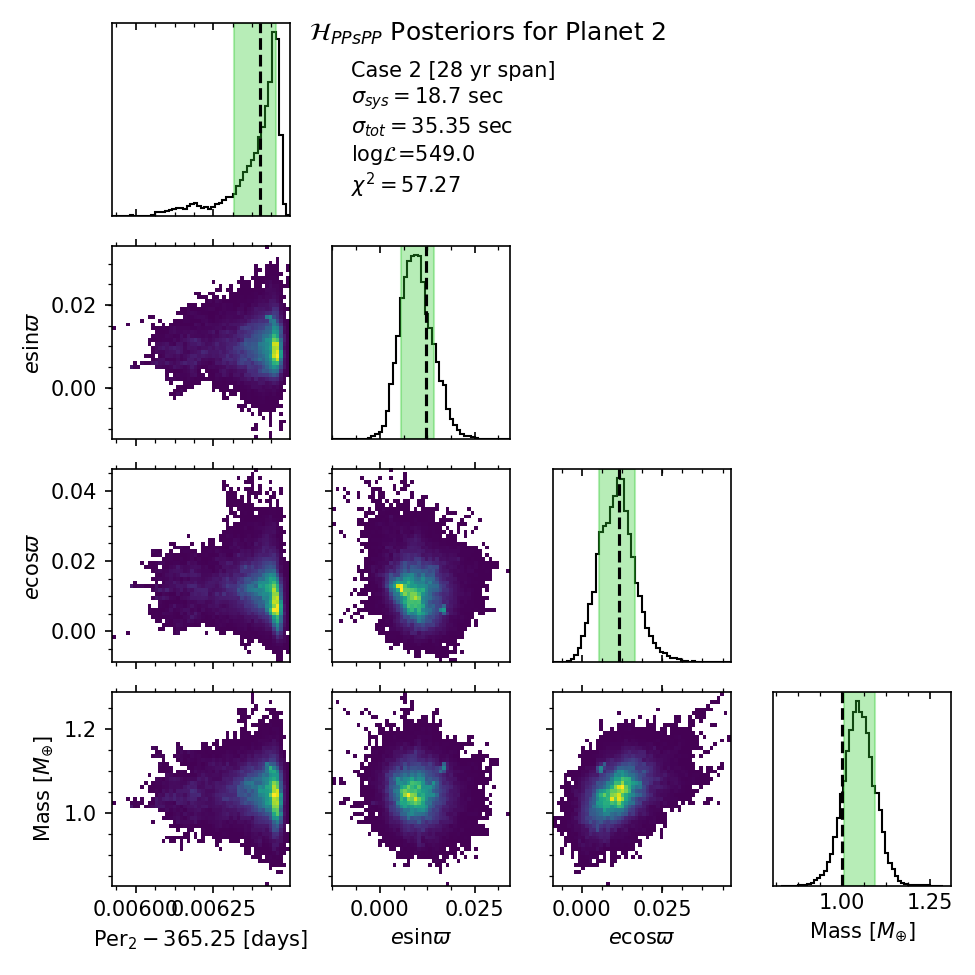 𝓗_PPsPP Posteriors for Planet 2
Case 2 [28 yr span]
σ_sys = 18.7 sec
σ_tot = 35.35 sec
logℒ=549.0
χ² = 57.27
0.02
0.00
esinϖ
0.04
0.02
0.00
ecosϖ
1.2
1.0
Mass [M⊕]
0.00600 0.00625
0.000 0.025
0.000 0.025
1.00 1.25
Per₂ − 365.25 [days]
esinϖ
ecosϖ
Mass [M⊕]